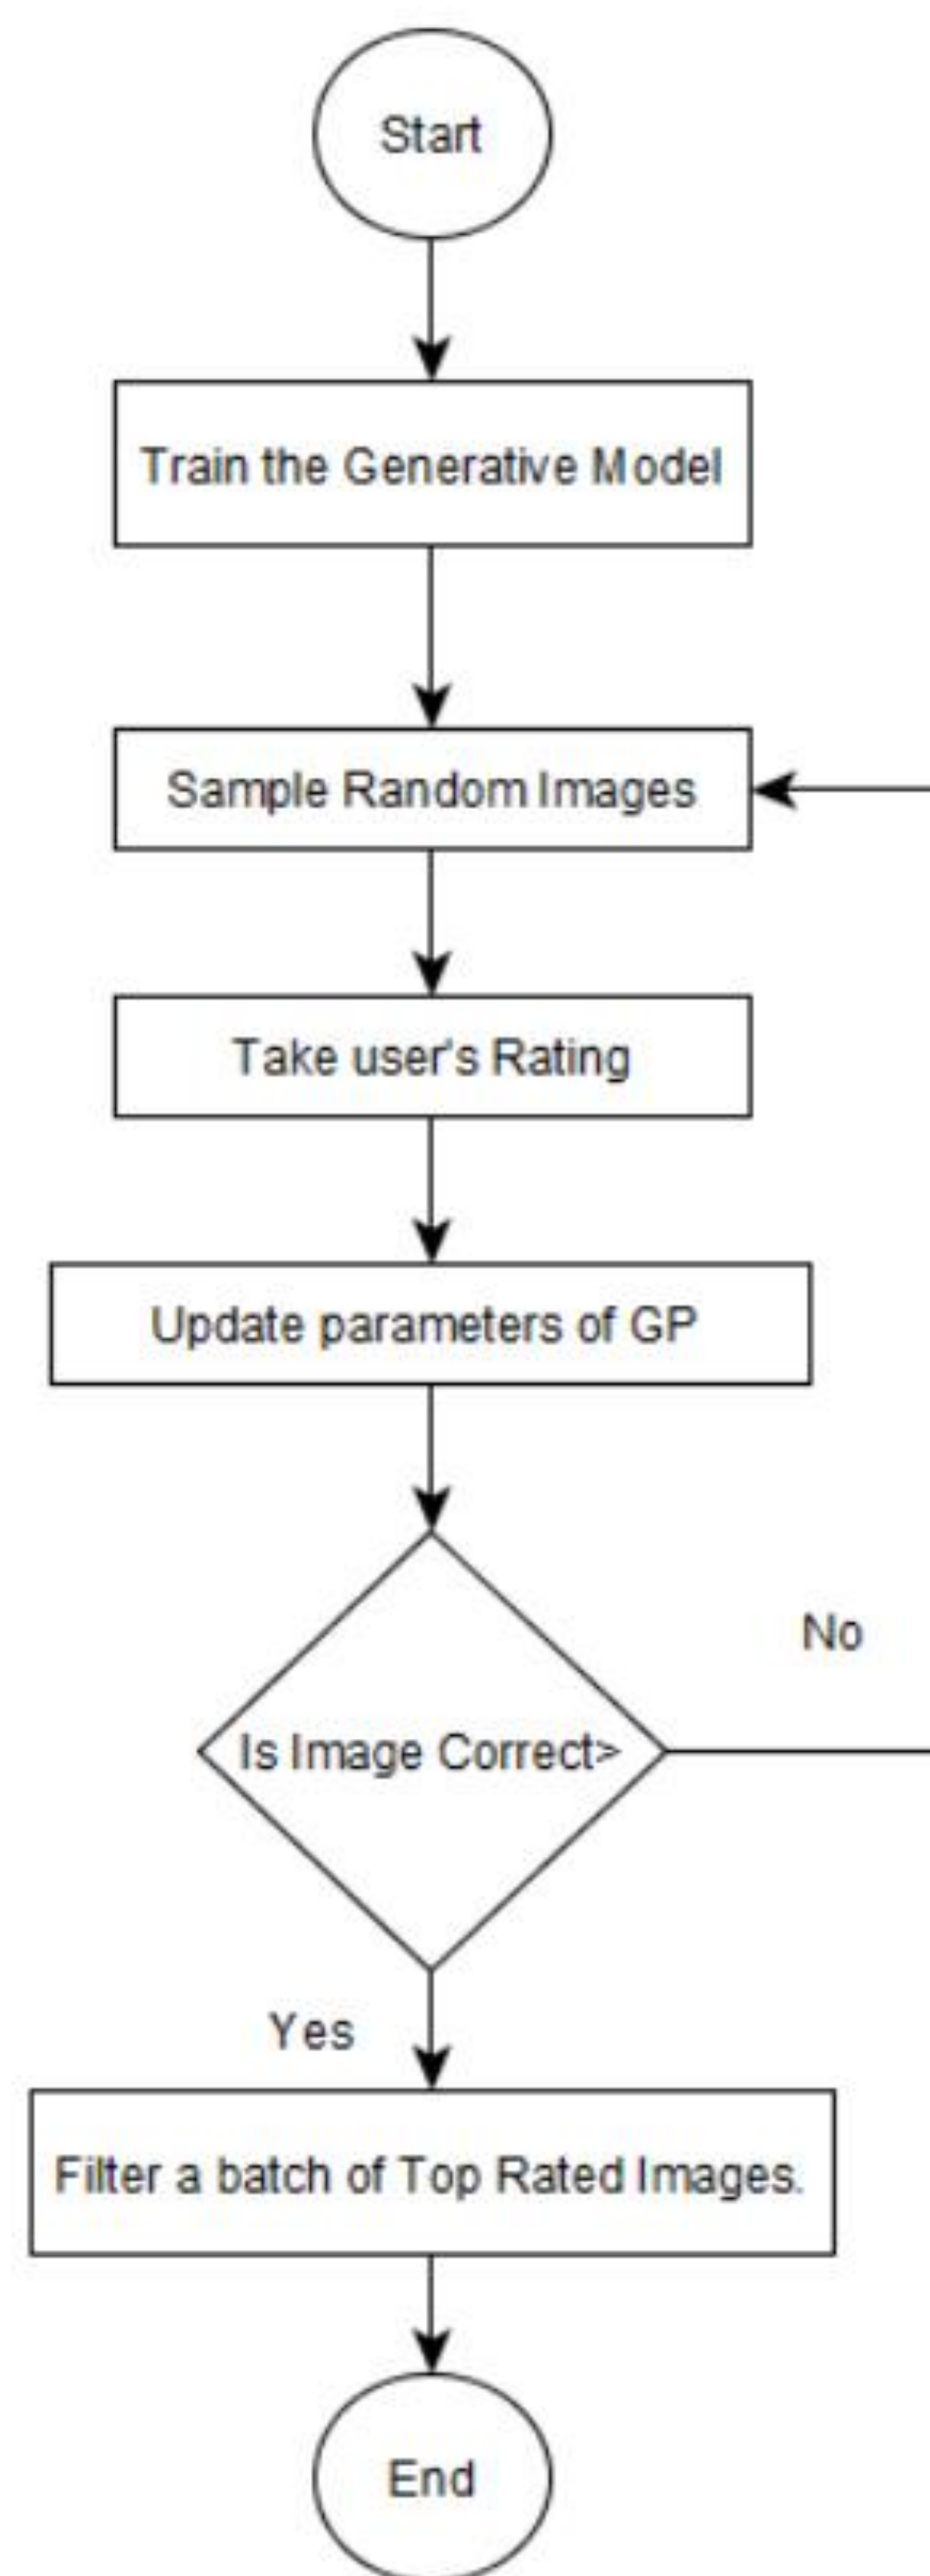 Start
Train the Generative Model
Sample Random Images
Take user's Rating
Update parameters of GP
No
Is Image Correct>
Yes
Filter a batch of Top Rated Images.
End